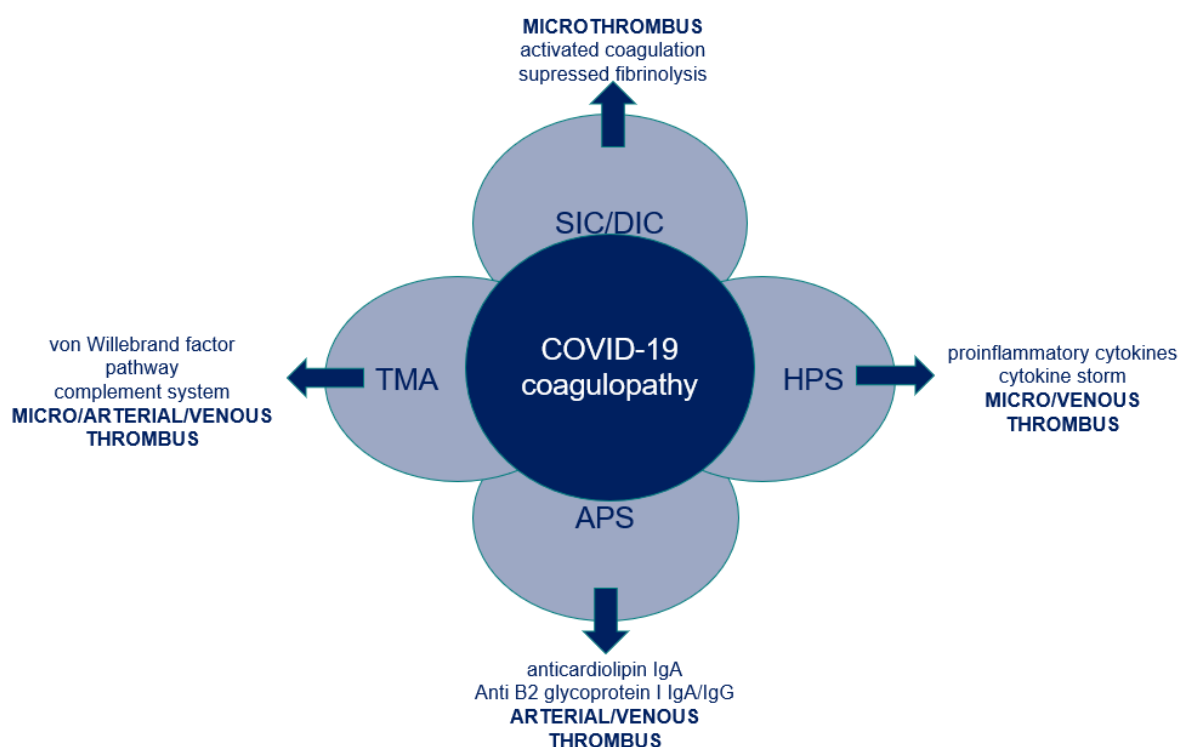 MICROTHROMBUS
activated coagulation
supressed fibrinolysis
SIC/DIC
COVID-19
coagulopathy
von Willebrand factor
pathway
complement system
MICRO/ARTERIAL/VENOUS
THROMBUS
TMA
HPS
proinflammatory cytokines
cytokine storm
MICRO/VENOUS
THROMBUS
APS
anticardiolipin IgA
Anti B2 glycoprotein I IgA/IgG
ARTERIAL/VENOUS
THROMBUS